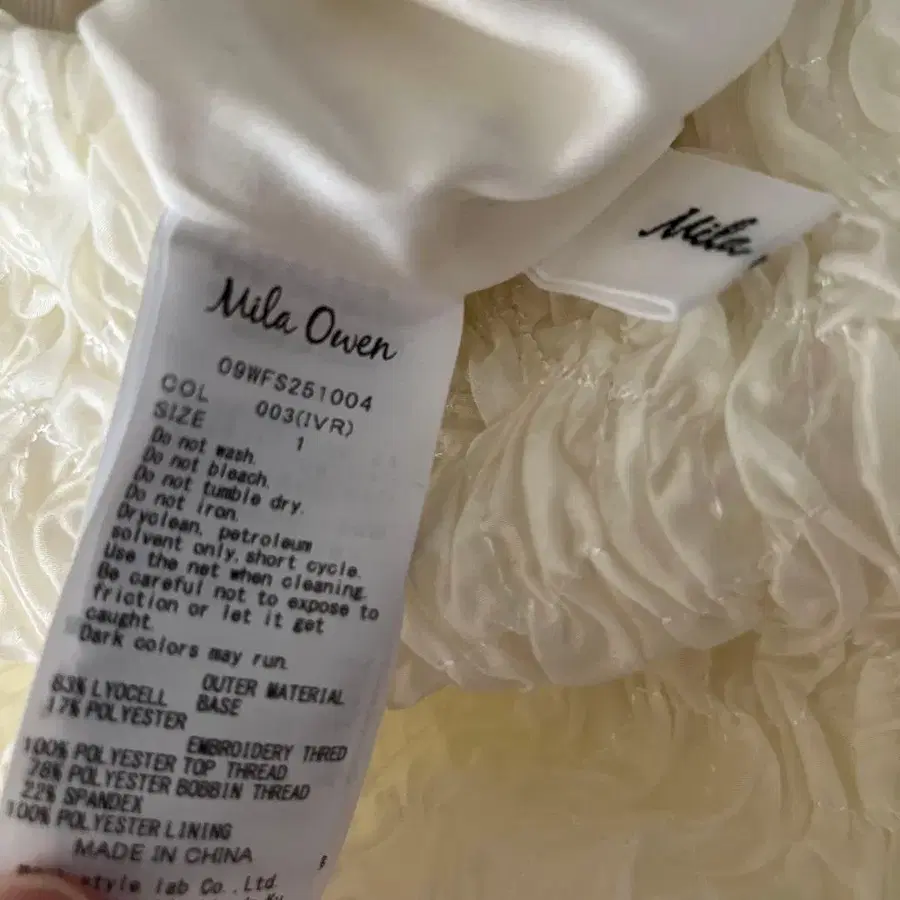 Mila
Mila Owen
09WFS251004
COL 003(IVR)
SIZE 1
Do not wash.
Do not bleach.
Do not tumble dry.
Do not iron.
Dryclean, petroleum
solvent only, short cycle.
Use the net when cleaning.
Be careful not to expose to
friction or let it get
caught.
Dark colors may run.
OUTER MATERIAL
83% LYOCELL BASE
17% POLYESTER
EMBROIDERY THRED
100% POLYESTER TOP THREAD
78% POLYESTER BOBBIN THREAD
22% SPANDEX
100% POLYESTER LINING
MADE IN CHINA
style lab Co., Ltd.